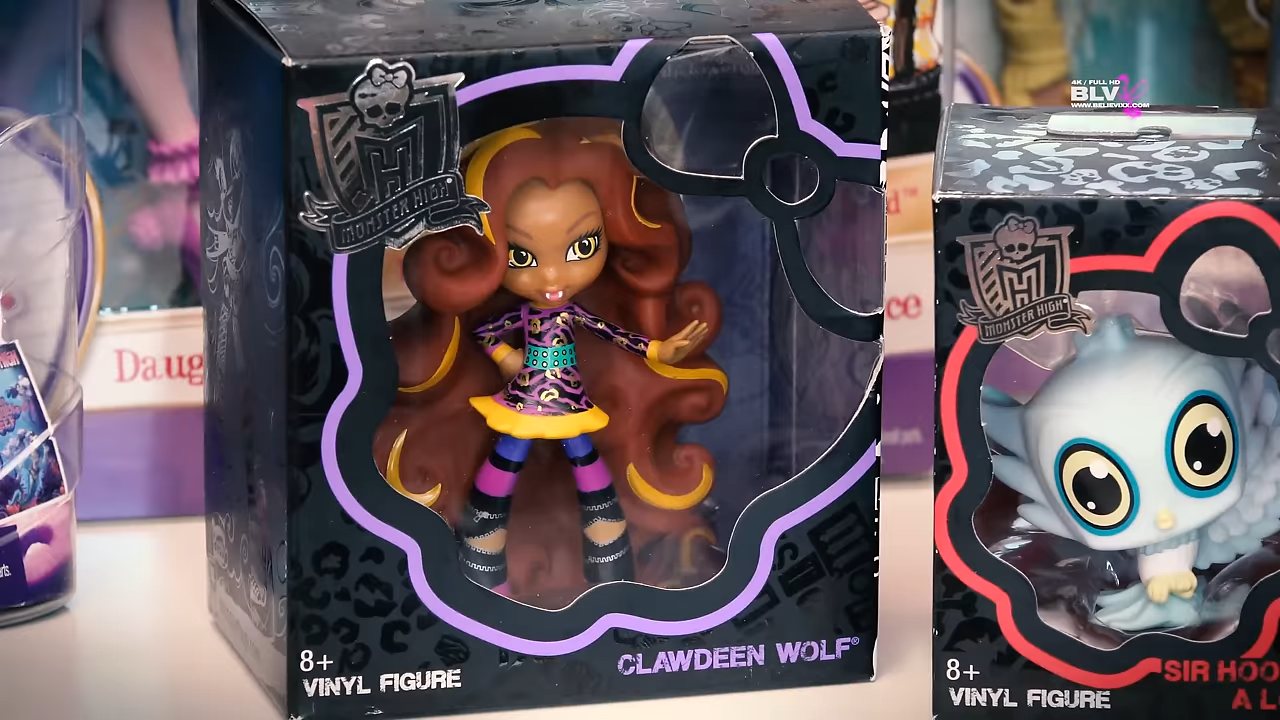 4K / FULL HD
BLV
WWW.BELIEVIXX.COM
MONSTER HIGH
8+
VINYL FIGURE
CLAWDEEN WOLF®
MONSTER HIGH™
8+
VINYL FIGURE
SIR HOO
A L
Daug
ce